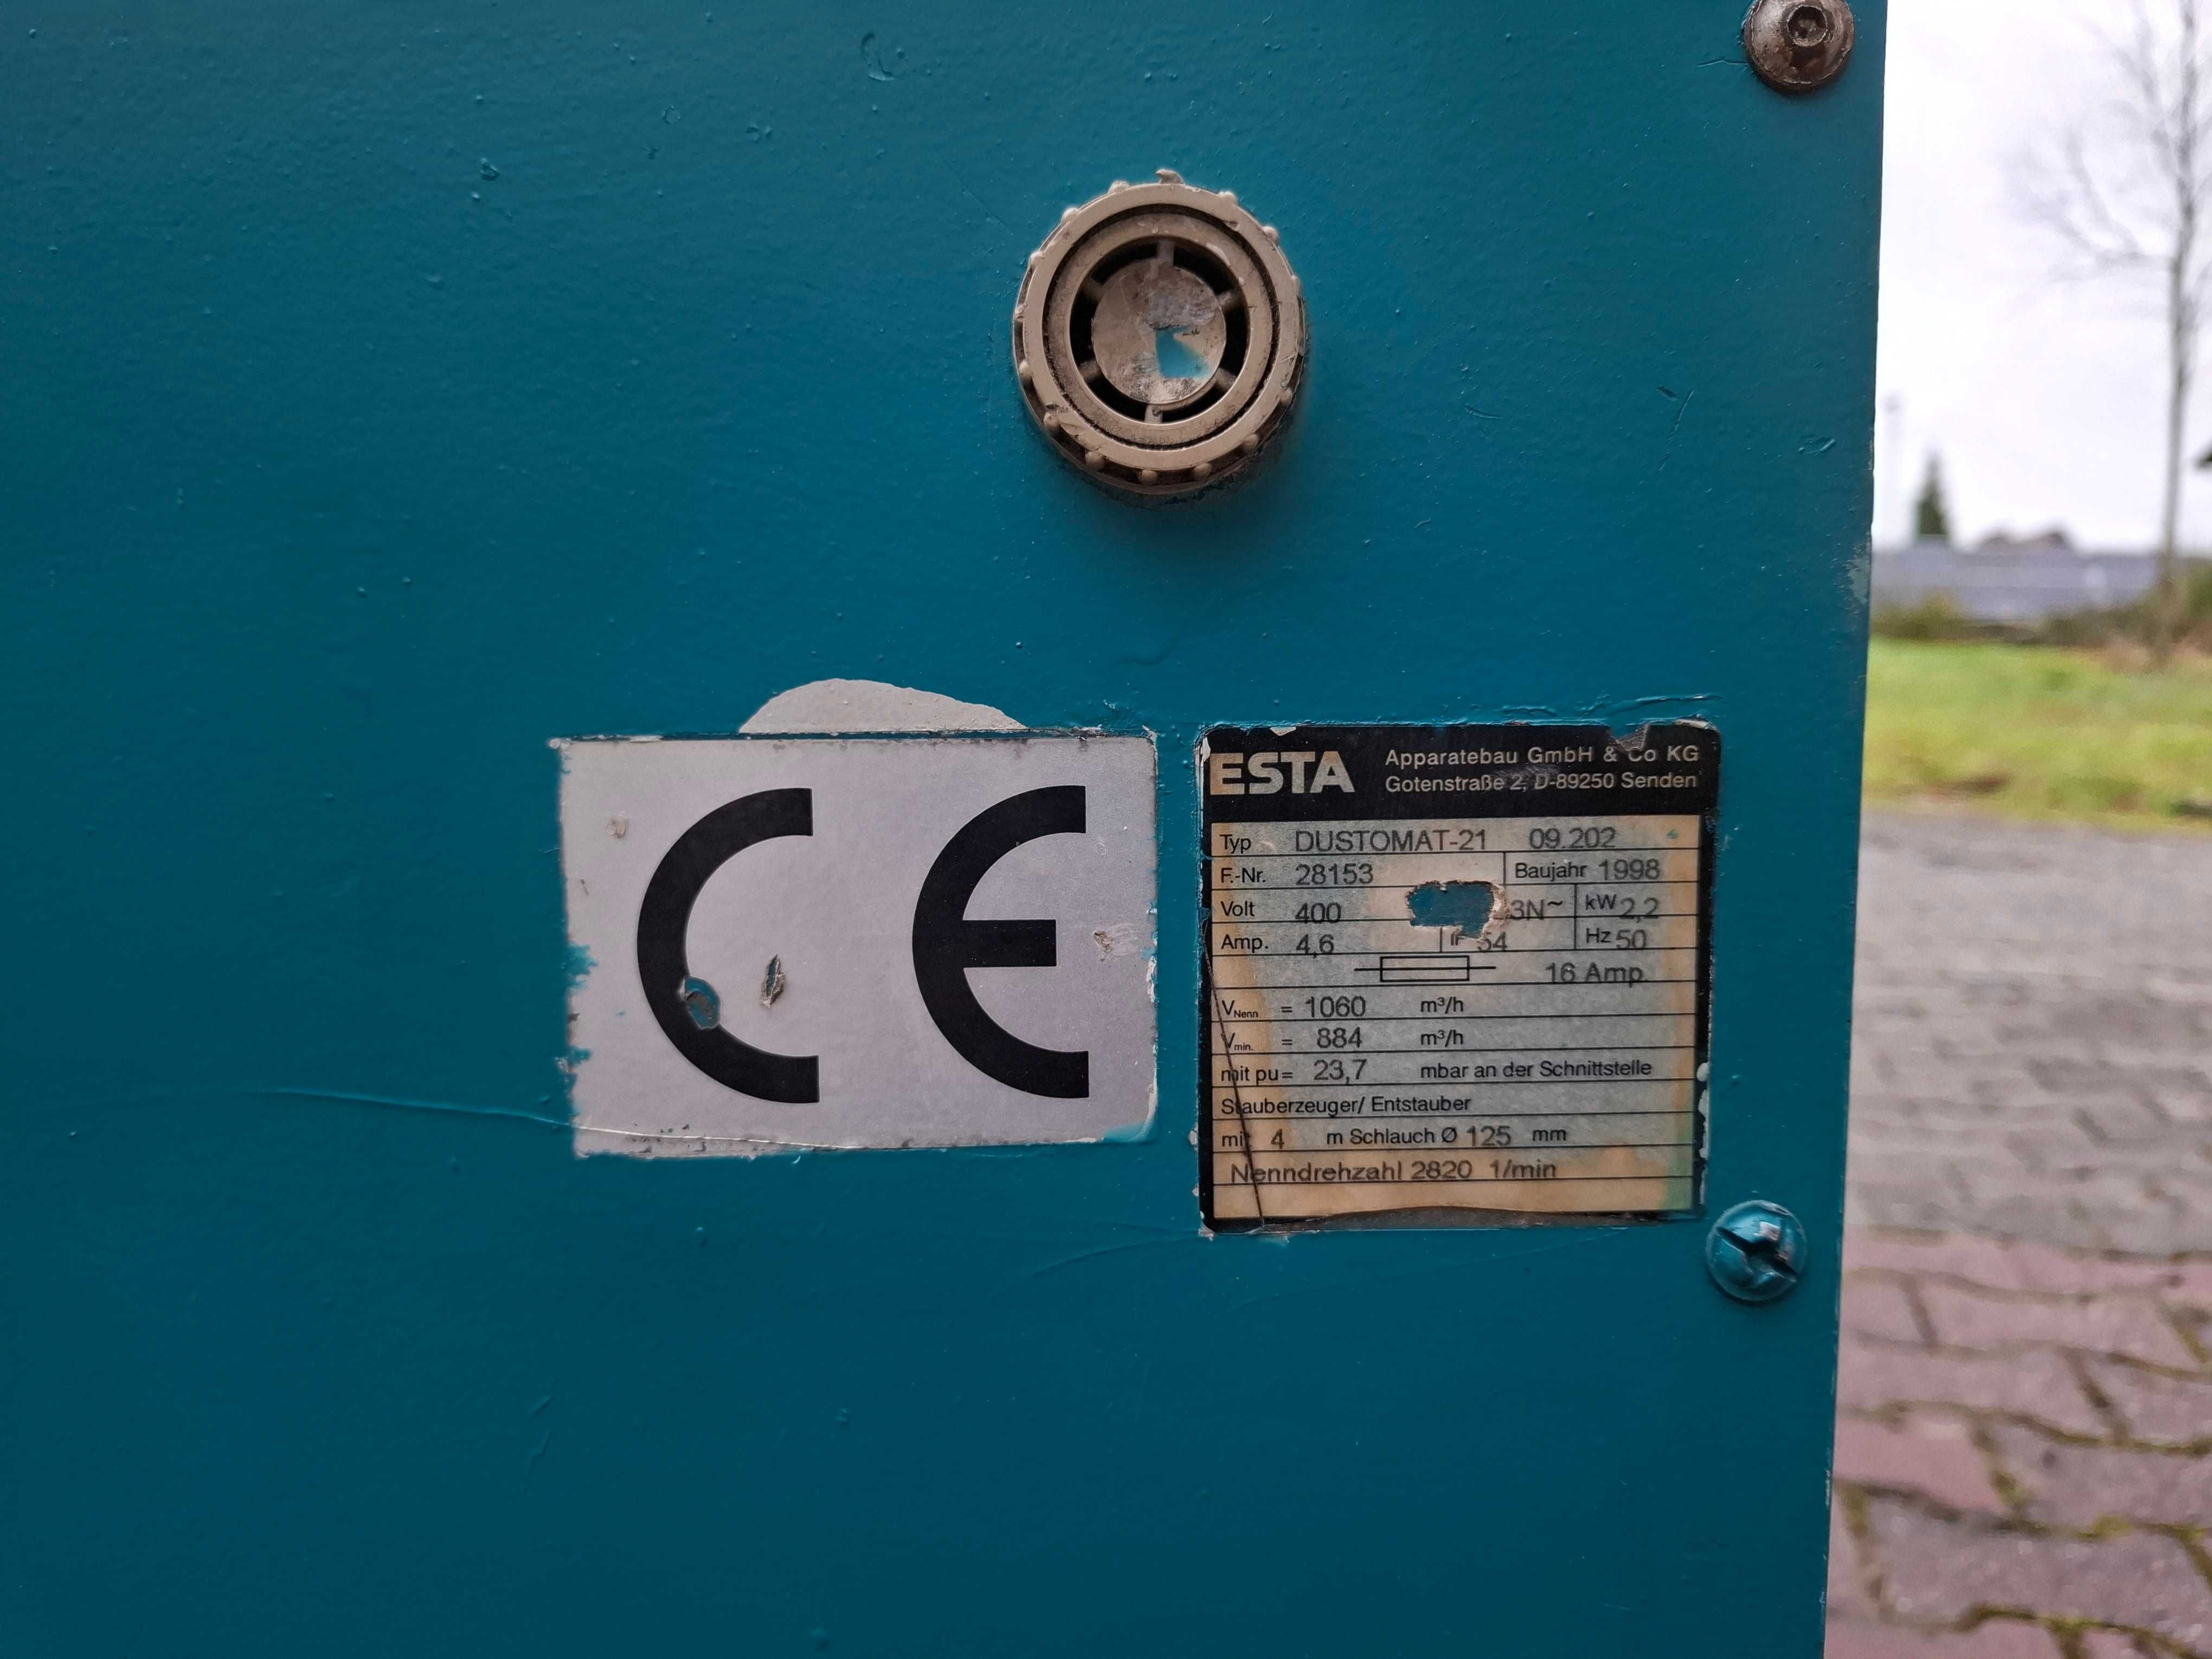 CE
ESTA Apparatebau GmbH & Co KG
Gotenstraße 2, D-89250 Senden
Typ DUSTOMAT-21 09.202
F.-Nr. 28153 Baujahr 1998
Volt 400 3N~ kW 2,2
Amp. 4,6 IP 54 Hz 50
16 Amp.
VNenn = 1060 m³/h
Vmin. = 884 m³/h
mit pu= 23,7 mbar an der Schnittstelle
Stauberzeuger/ Entstauber
mit 4 m Schlauch Ø 125 mm
Nenndrehzahl 2820 1/min